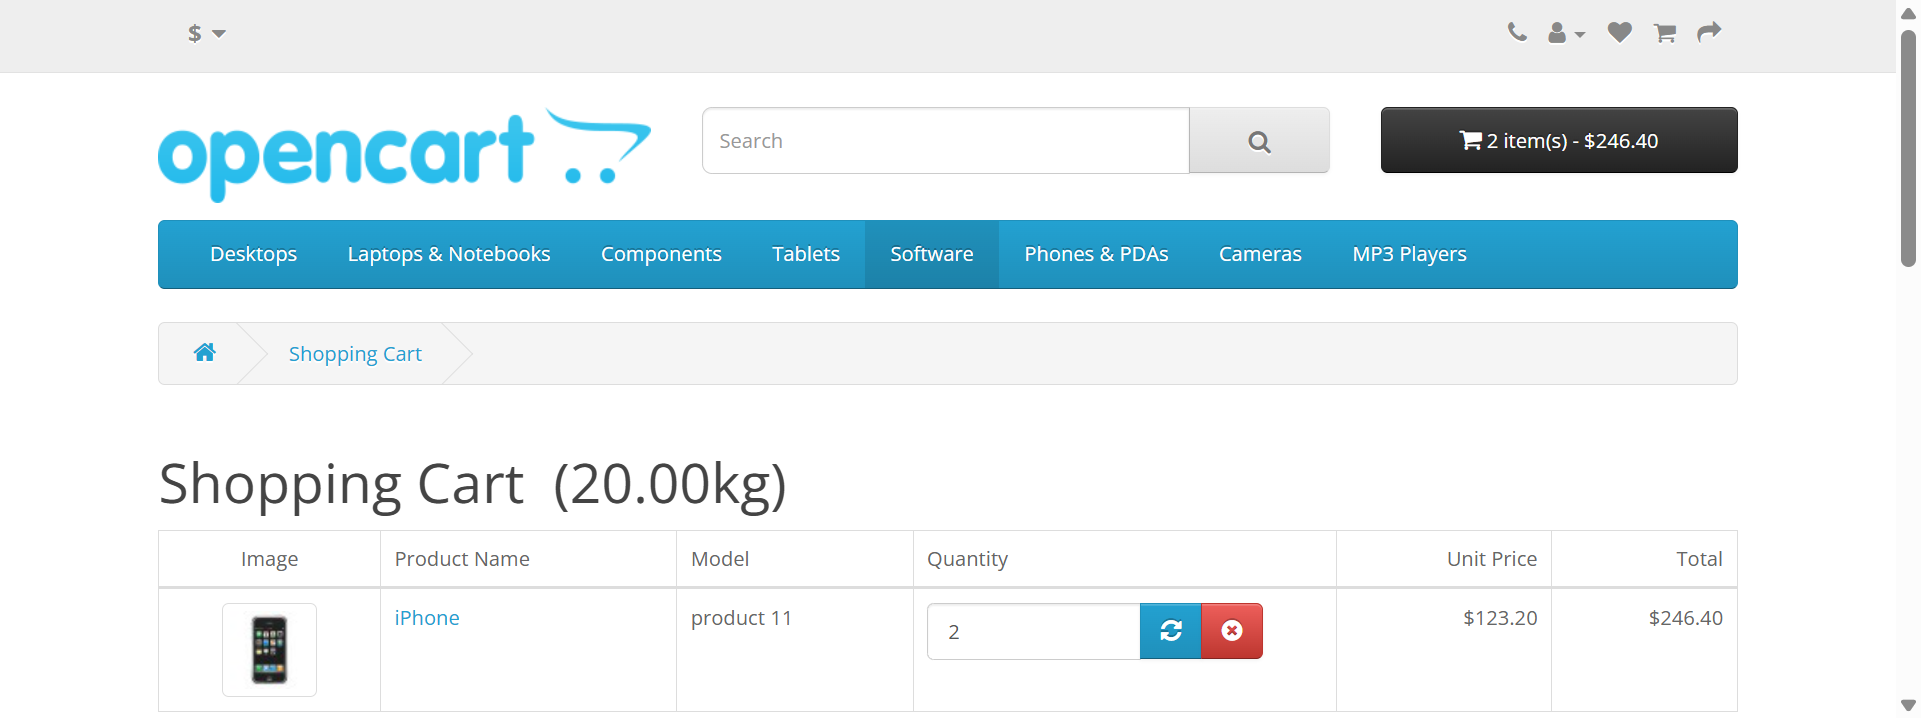 $
opencart
Search
2 item(s) - $246.40
Desktops Laptops & Notebooks Components Tablets Software Phones & PDAs Cameras MP3 Players
Shopping Cart
Shopping Cart (20.00kg)
Image Product Name Model Quantity Unit Price Total
iPhone product 11 2 $123.20 $246.40